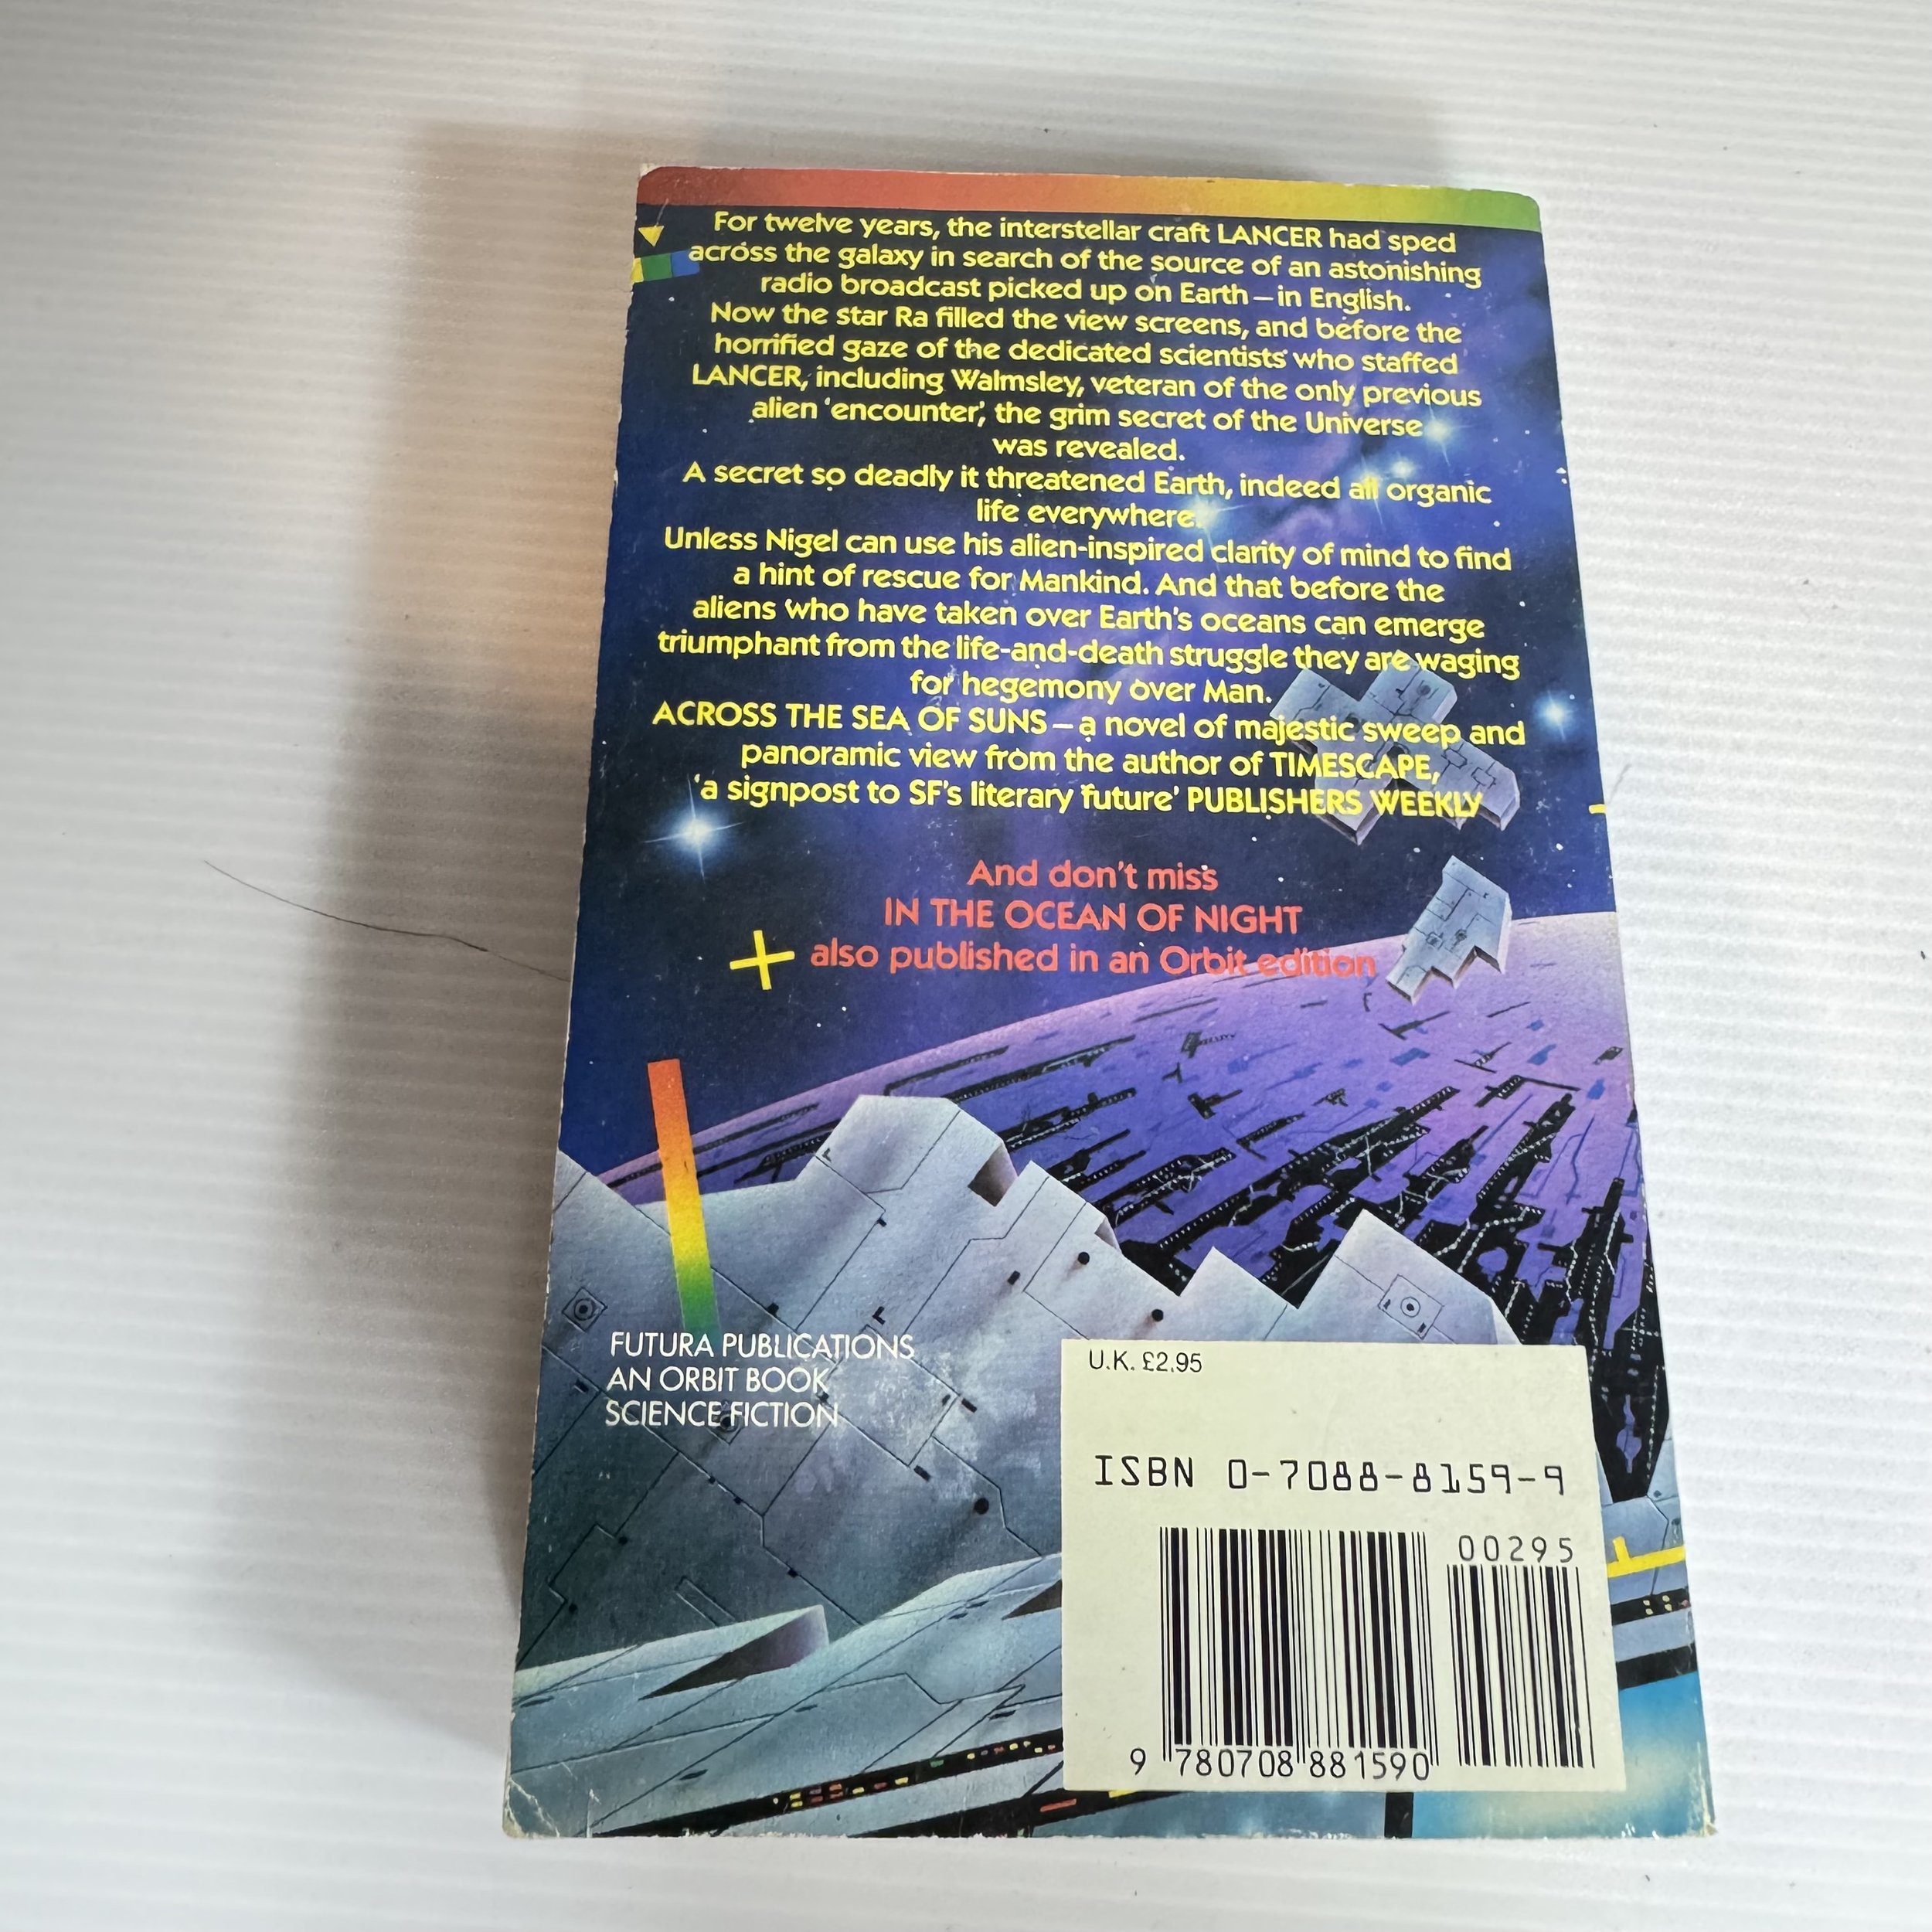 For twelve years, the interstellar craft LANCER had sped
across the galaxy in search of the source of an astonishing
radio broadcast picked up on Earth – in English.
Now the star Ra filled the view screens, and before the
horrified gaze of the dedicated scientists who staffed
LANCER, including Walmsley, veteran of the only previous
alien ‘encounter’, the grim secret of the Universe
was revealed.
A secret so deadly it threatened Earth, indeed all organic
life everywhere.
Unless Nigel can use his alien-inspired clarity of mind to find
a hint of rescue for Mankind. And that before the
aliens who have taken over Earth's oceans can emerge
triumphant from the life-and-death struggle they are waging
for hegemony over Man.
ACROSS THE SEA OF SUNS – a novel of majestic sweep and
panoramic view from the author of TIMESCAPE,
‘a signpost to SF's literary future’ PUBLISHERS WEEKLY
And don't miss
IN THE OCEAN OF NIGHT
also published in an Orbit edition
FUTURA PUBLICATIONS
AN ORBIT BOOK
SCIENCE FICTION
U.K. £2.95
ISBN 0-7088-8159-9
00295
9 780708 881590